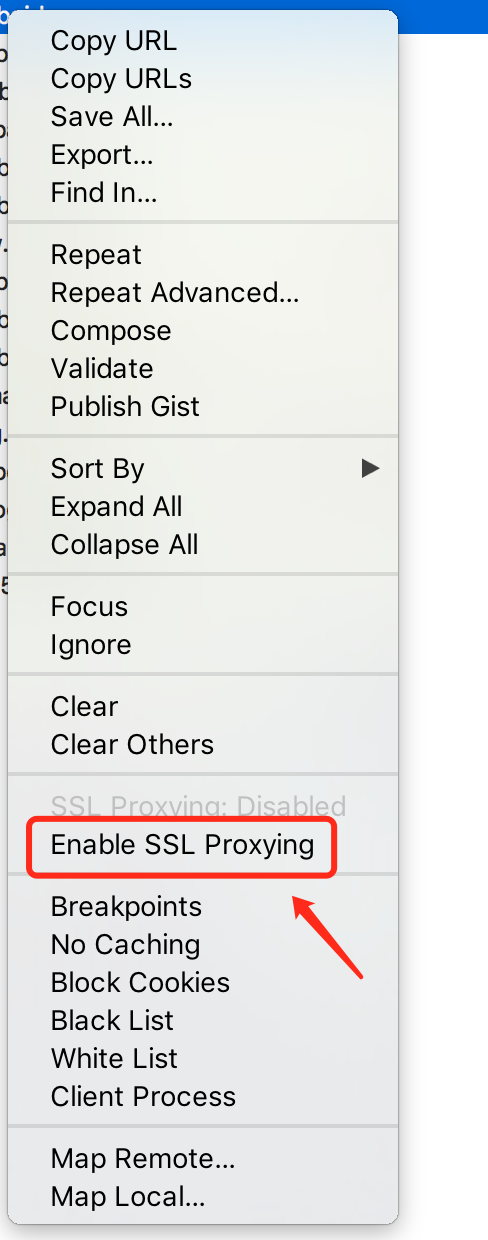 Copy URL
Copy URLs
Save All...
Export...
Find In...
Repeat
Repeat Advanced...
Compose
Validate
Publish Gist
Sort By
Expand All
Collapse All
Focus
Ignore
Clear
Clear Others
SSL Proxying: Disabled
Enable SSL Proxying
Breakpoints
No Caching
Block Cookies
Black List
White List
Client Process
Map Remote...
Map Local...